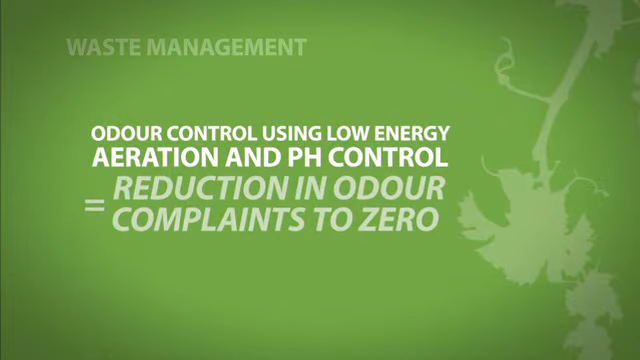 WASTE MANAGEMENT
ODOUR CONTROL USING LOW ENERGY
AERATION AND PH CONTROL
= REDUCTION IN ODOUR
COMPLAINTS TO ZERO